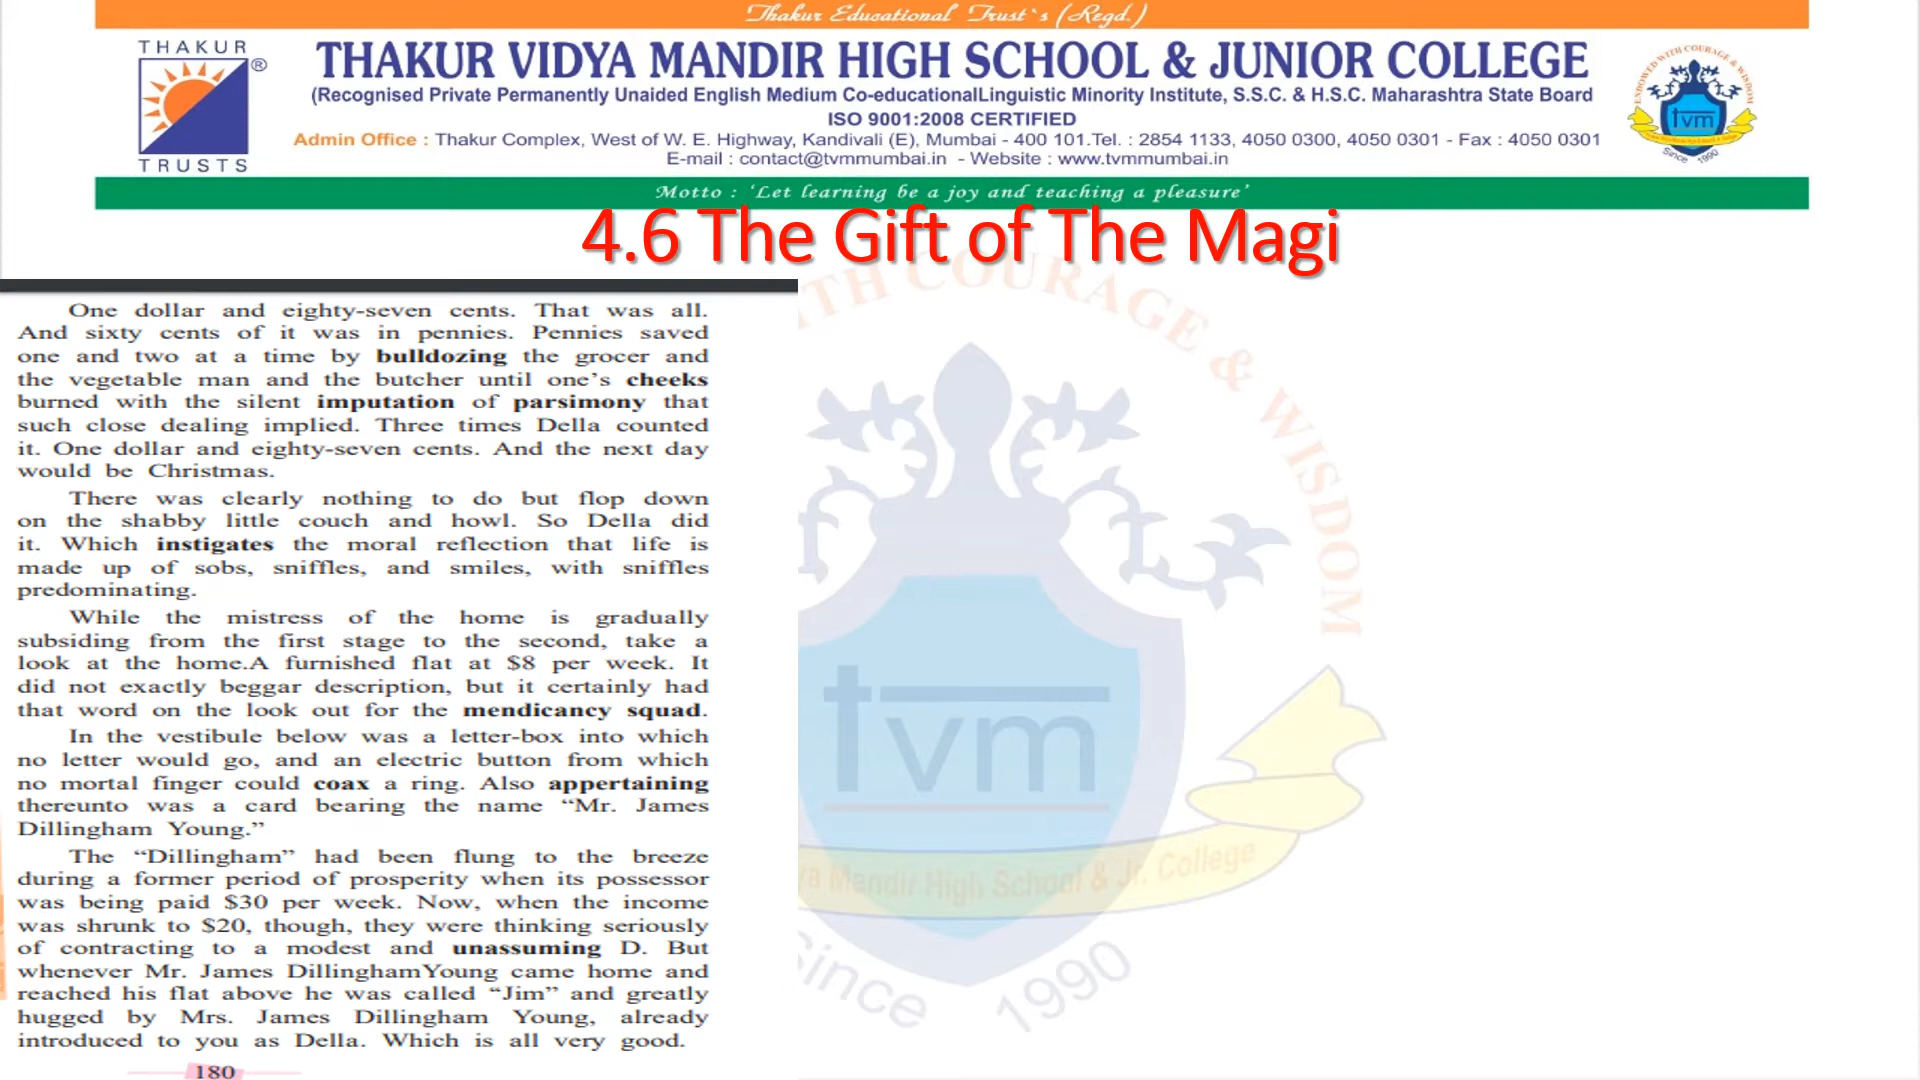 Thakur Educational Trust`s (Regd.)
THAKUR
®
TRUSTS
THAKUR VIDYA MANDIR HIGH SCHOOL & JUNIOR COLLEGE
(Recognised Private Permanently Unaided English Medium Co-educationalLinguistic Minority Institute, S.S.C. & H.S.C. Maharashtra State Board
ISO 9001:2008 CERTIFIED
Admin Office : Thakur Complex, West of W. E. Highway, Kandivali (E), Mumbai - 400 101.Tel. : 2854 1133, 4050 0300, 4050 0301 - Fax : 4050 0301
E-mail : contact@tvmmumbai.in - Website : www.tvmmumbai.in
ENDOWED WITH COURAGE & WISDOM
tvm
Since 1990
Motto : ‘Let learning be a joy and teaching a pleasure’
4.6 The Gift of The Magi
One dollar and eighty-seven cents. That was all.
And sixty cents of it was in pennies. Pennies saved
one and two at a time by bulldozing the grocer and
the vegetable man and the butcher until one’s cheeks
burned with the silent imputation of parsimony that
such close dealing implied. Three times Della counted
it. One dollar and eighty-seven cents. And the next day
would be Christmas.
There was clearly nothing to do but flop down
on the shabby little couch and howl. So Della did
it. Which instigates the moral reflection that life is
made up of sobs, sniffles, and smiles, with sniffles
predominating.
While the mistress of the home is gradually
subsiding from the first stage to the second, take a
look at the home.A furnished flat at $8 per week. It
did not exactly beggar description, but it certainly had
that word on the look out for the mendicancy squad.
In the vestibule below was a letter-box into which
no letter would go, and an electric button from which
no mortal finger could coax a ring. Also appertaining
thereunto was a card bearing the name “Mr. James
Dillingham Young.”
The “Dillingham” had been flung to the breeze
during a former period of prosperity when its possessor
was being paid $30 per week. Now, when the income
was shrunk to $20, though, they were thinking seriously
of contracting to a modest and unassuming D. But
whenever Mr. James DillinghamYoung came home and
reached his flat above he was called “Jim” and greatly
hugged by Mrs. James Dillingham Young, already
introduced to you as Della. Which is all very good.
180
TH COURAGE & WISDOM
tvm
ya Mandir High School & Jr. College
Since 1990